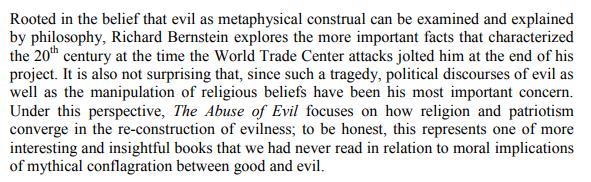 Rooted in the belief that evil as metaphysical construal can be examined and explained
by philosophy, Richard Bernstein explores the more important facts that characterized
the 20th century at the time the World Trade Center attacks jolted him at the end of his
project. It is also not surprising that, since such a tragedy, political discourses of evil as
well as the manipulation of religious beliefs have been his most important concern.
Under this perspective, The Abuse of Evil focuses on how religion and patriotism
converge in the re-construction of evilness; to be honest, this represents one of more
interesting and insightful books that we had never read in relation to moral implications
of mythical conflagration between good and evil.